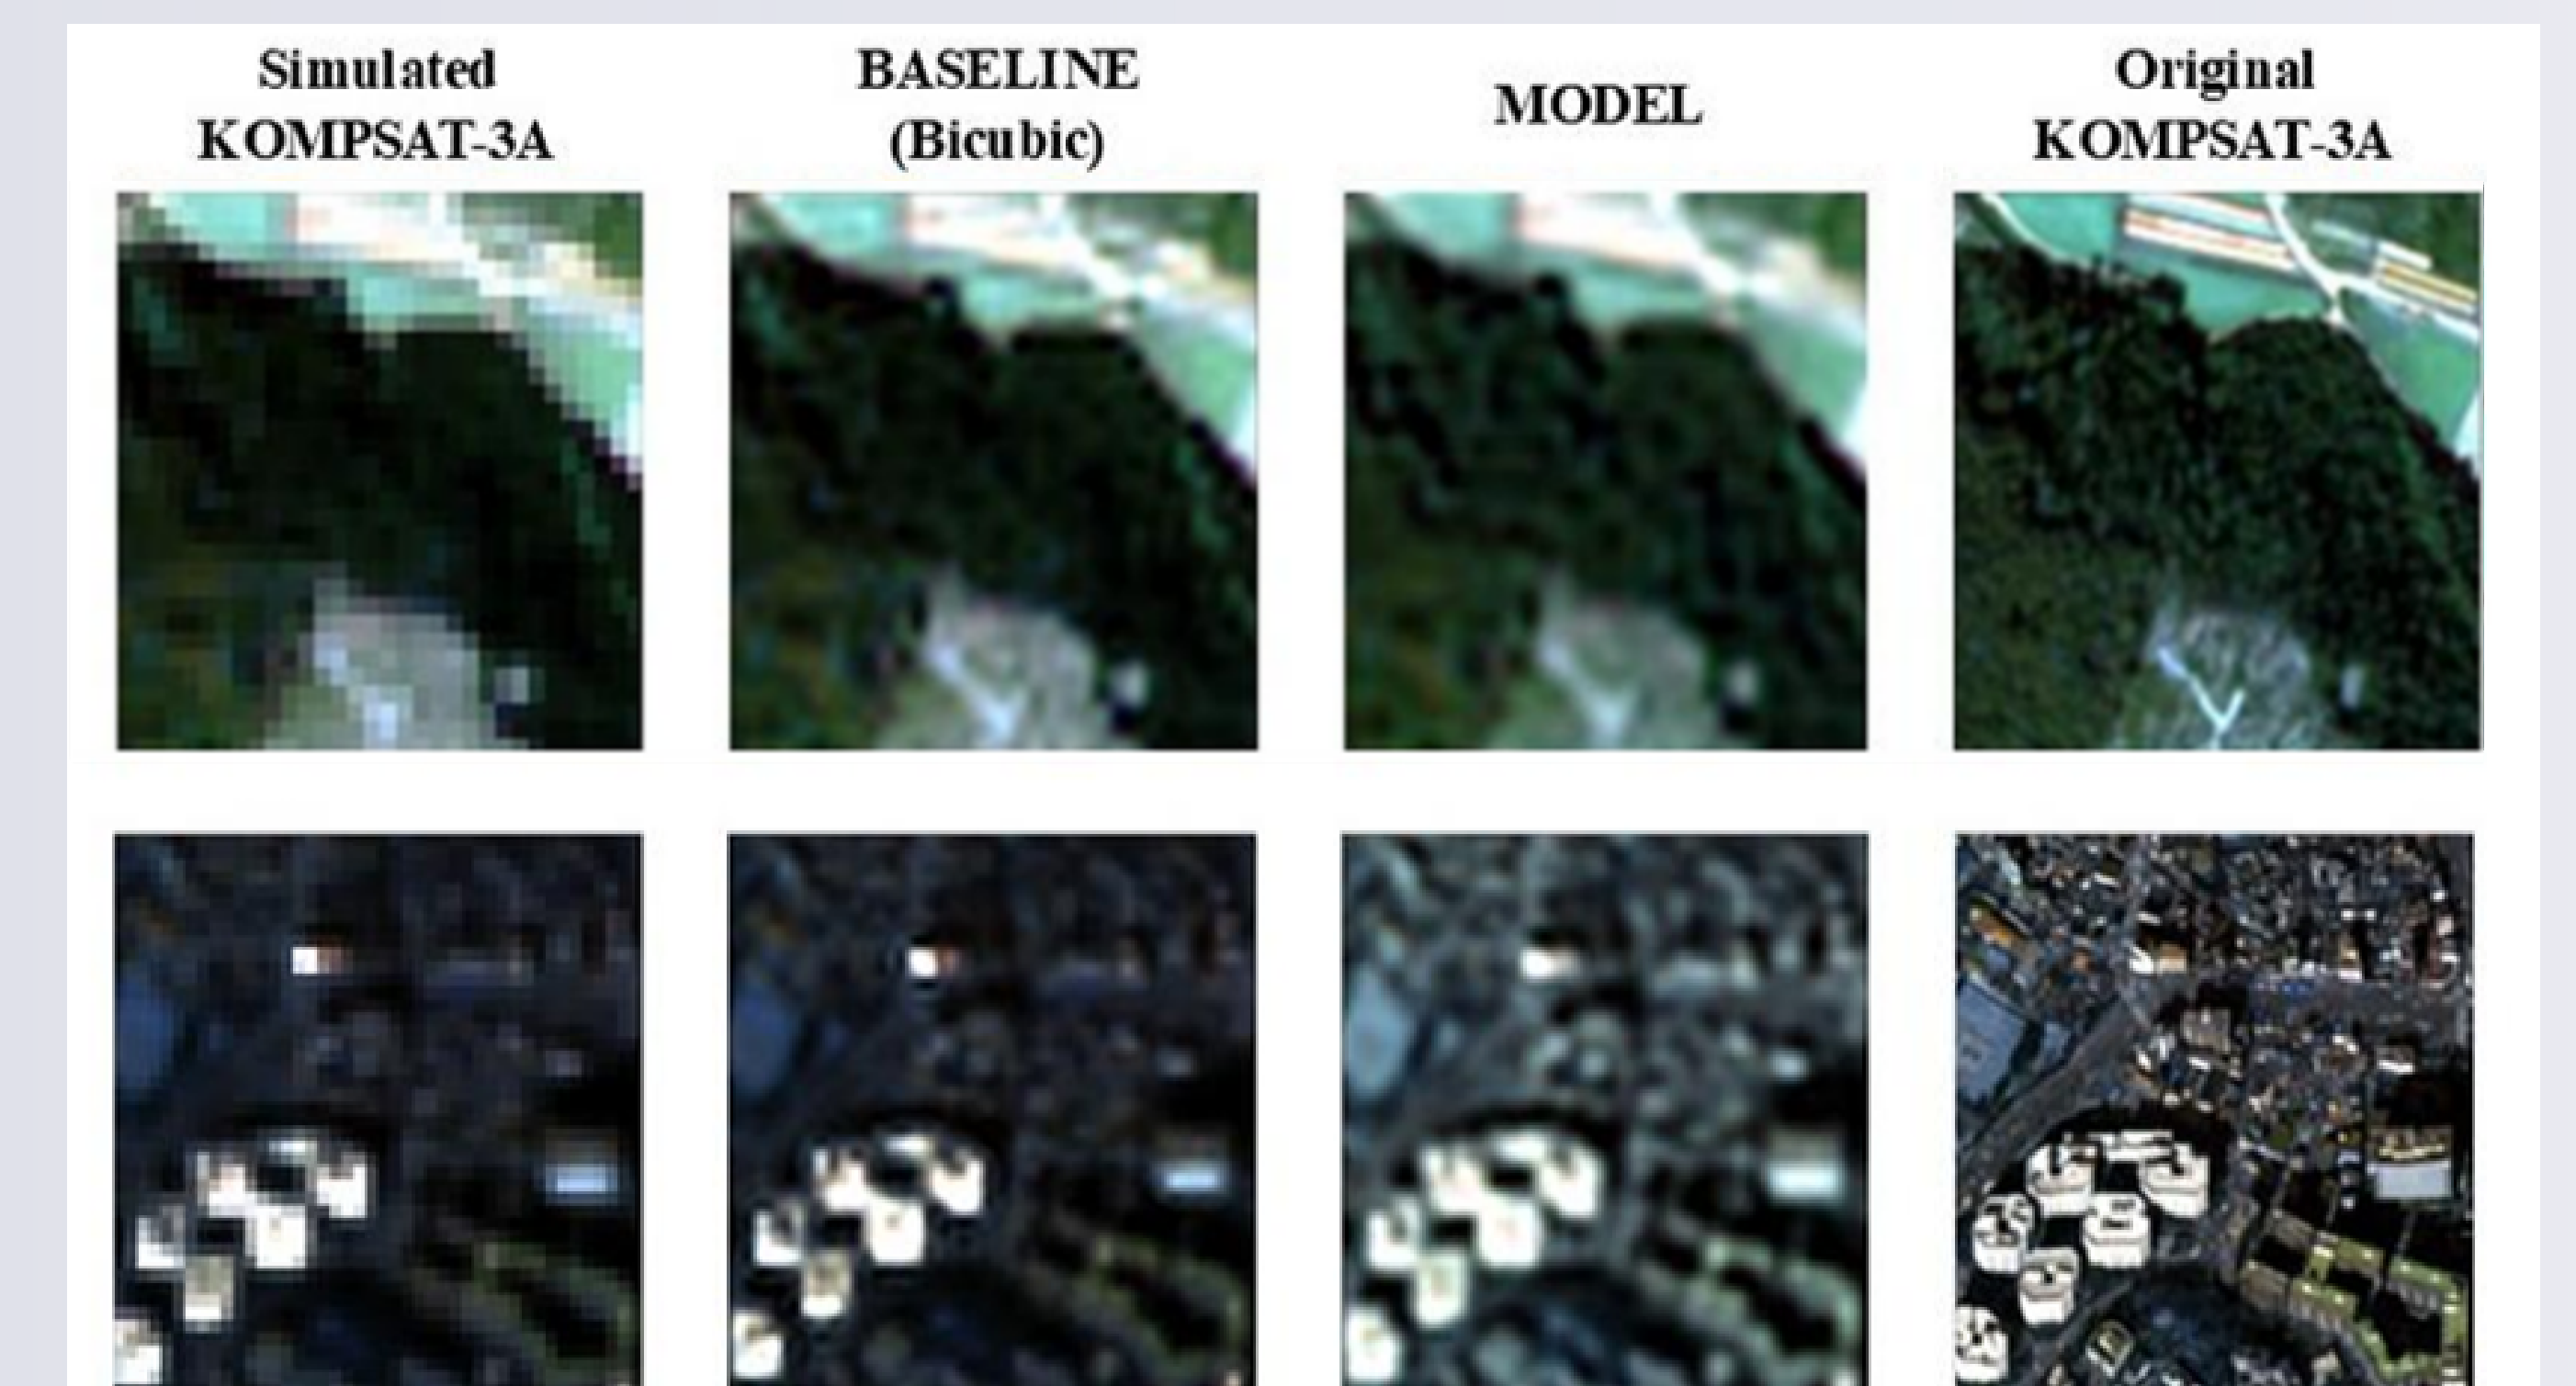 Simulated
KOMPSAT-3A
BASELINE
(Bicubic)
MODEL
Original
KOMPSAT-3A